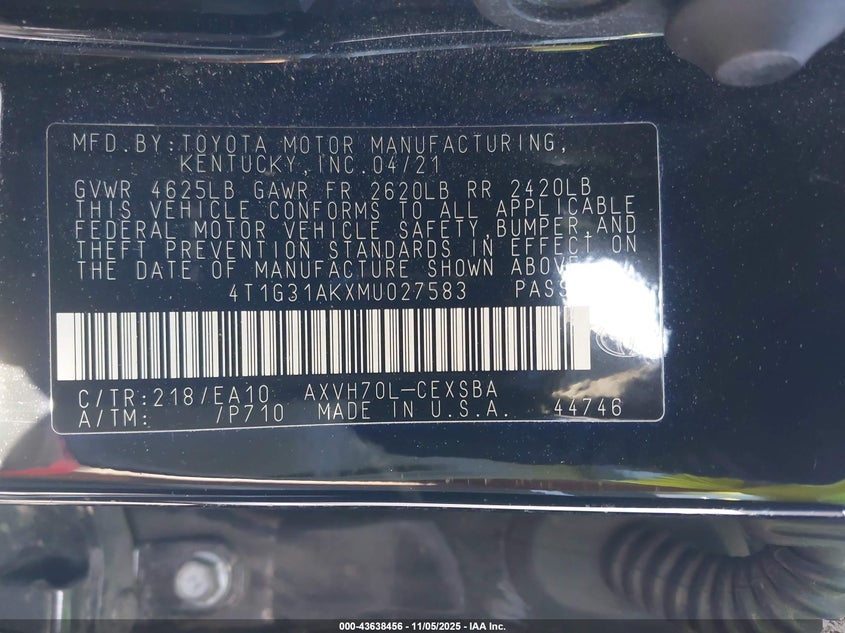 MFD.BY:TOYOTA MOTOR MANUFACTURING,
KENTUCKY,INC.04/21
GVWR 4625LB GAWR FR 2620LB RR 2420LB
THIS VEHICLE CONFORMS TO ALL APPLICABLE
FEDERAL MOTOR VEHICLE SAFETY,BUMPER,AND
THEFT PREVENTION STANDARDS IN EFFECT ON
THE DATE OF MANUFACTURE SHOWN
4T1G31AKXMU027583
C/TR:218/EA10 AXVH70L-CEXSBA
A/TM: /P710 MADE IN U.S.A. 44746
000-43638456 - 11/05/2025 - IAA Inc.